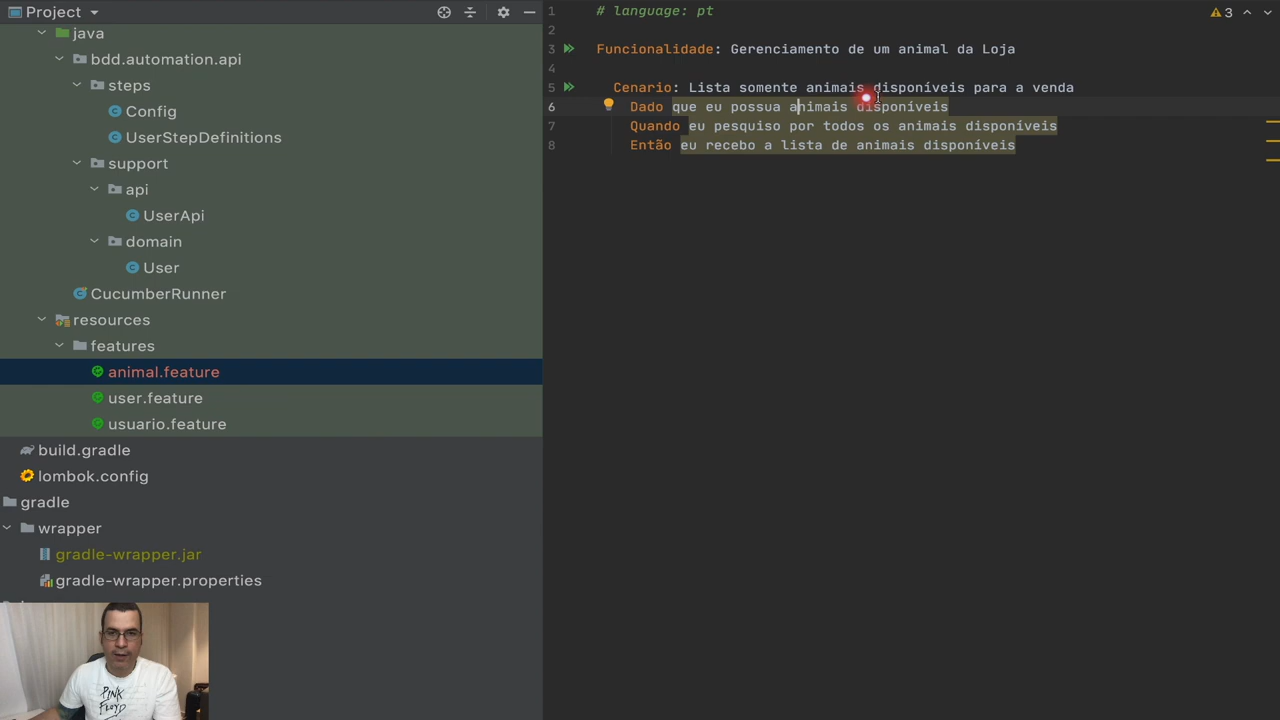 Project
java
bdd.automation.api
steps
Config
UserStepDefinitions
support
api
UserApi
domain
User
CucumberRunner
resources
features
animal.feature
user.feature
usuario.feature
build.gradle
lombok.config
gradle
wrapper
gradle-wrapper.jar
gradle-wrapper.properties
1 # language: pt
2
3 Funcionalidade: Gerenciamento de um animal da Loja
4
5 Cenario: Lista somente animais disponíveis para a venda
6 Dado que eu possua animais disponíveis
7 Quando eu pesquiso por todos os animais disponíveis
8 Então eu recebo a lista de animais disponíveis
3
PINK
FLOYD